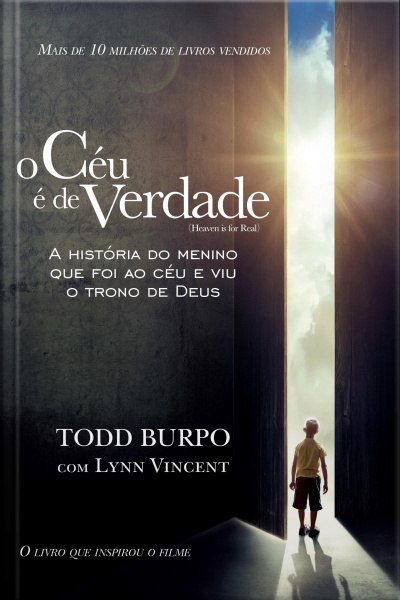 Mais de 10 milhões de livros vendidos
o Céu
é de Verdade
(Heaven is for Real)
A história do menino
que foi ao céu e viu
o trono de Deus
Todd Burpo
com Lynn Vincent
O livro que inspirou o filme